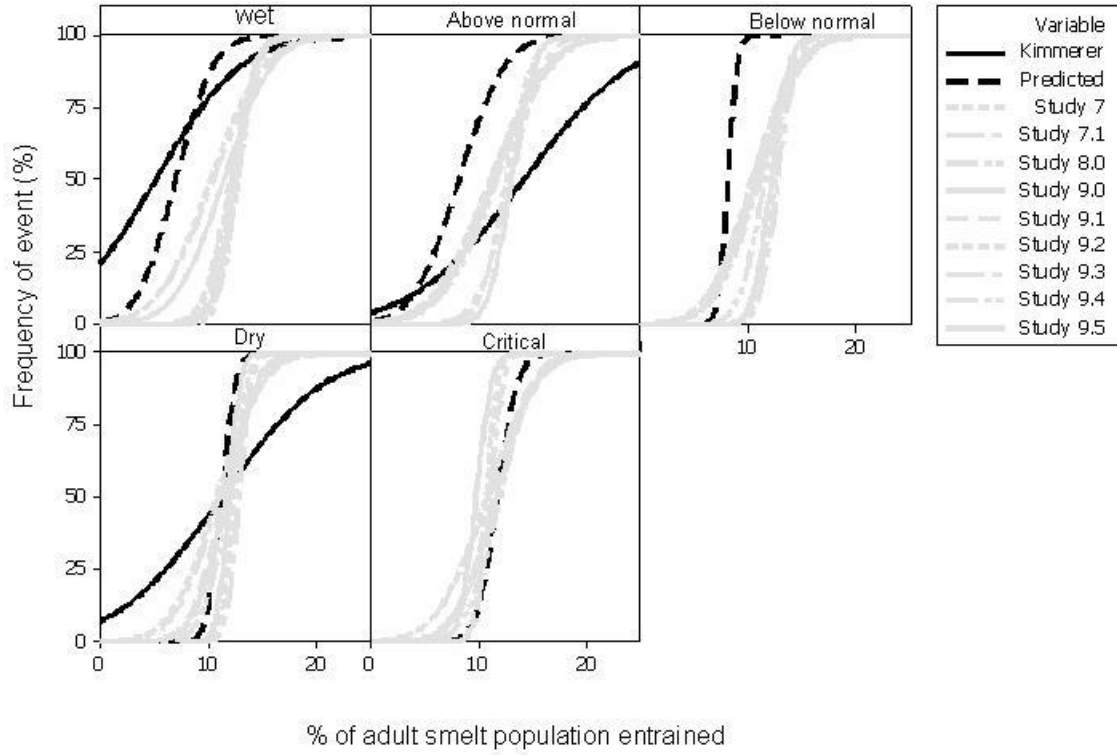 wet
Above normal
Below normal
100
75
50
25
0
Dry
Critical
10
20
100
75
50
25
0
0
10
20
0
10
20
Frequency of event (%)
% of adult smelt population entrained
Variable
Kimmerer
Predicted
Study 7
Study 7.1
Study 8.0
Study 9.0
Study 9.1
Study 9.2
Study 9.3
Study 9.4
Study 9.5